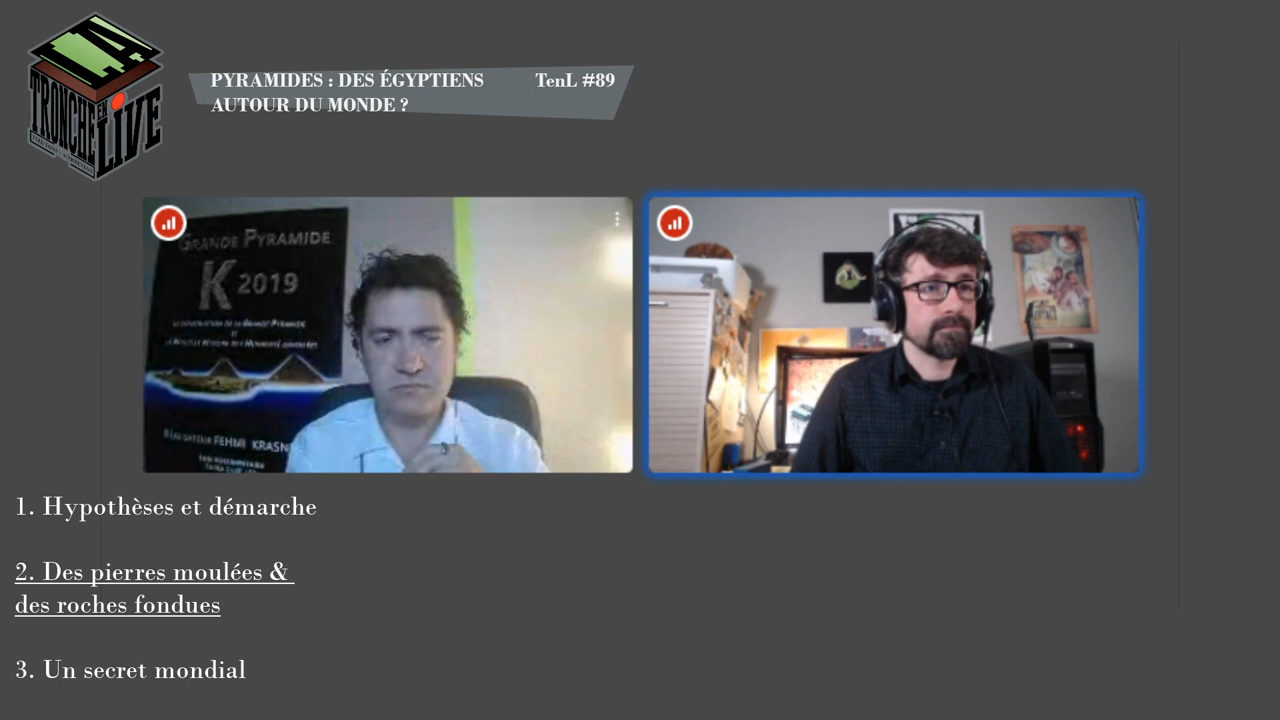 TRONCHE
EN
LIVE
PYRAMIDES : DES ÉGYPTIENS
AUTOUR DU MONDE ?
TenL #89
GRANDE PYRAMIDE
K 2019
RÉALISATEUR FEHMI KRASN
1. Hypothèses et démarche
2. Des pierres moulées &
des roches fondues
3. Un secret mondial